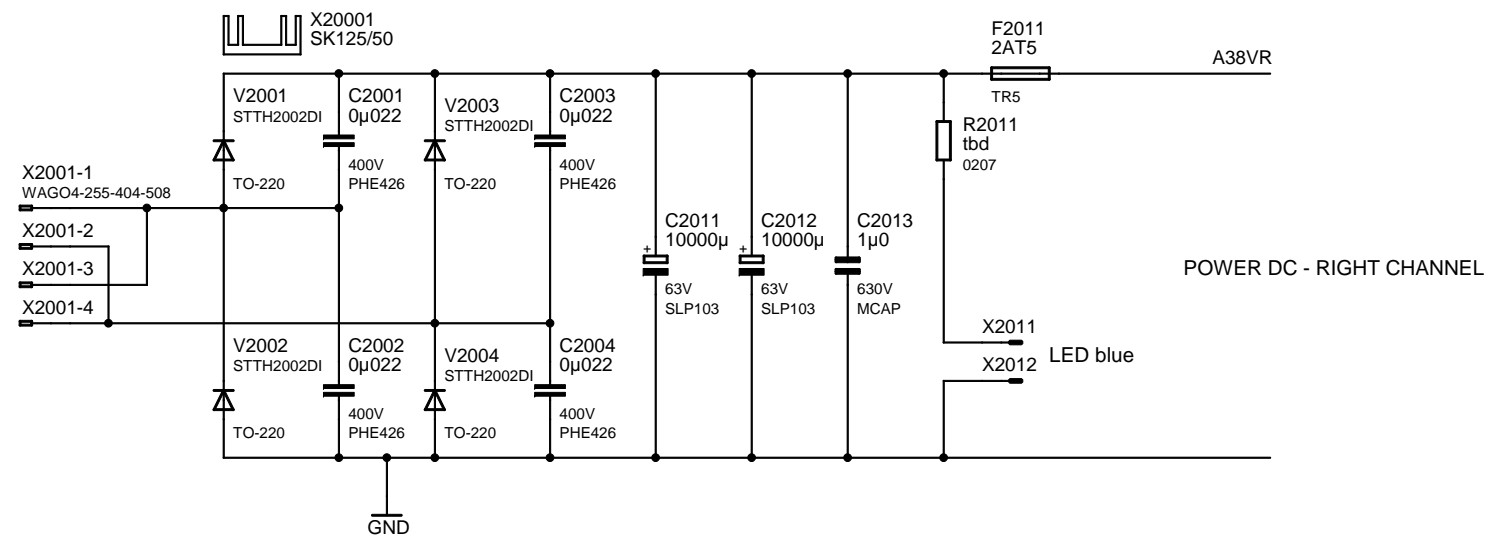 X20001
SK125/50
F2011
2AT5
TR5
A38VR
V2001
STTH2002DI
TO-220
C2001
0µ022
400V
PHE426
V2003
STTH2002DI
TO-220
C2003
0µ022
400V
PHE426
R2011
tbd
0207
X2001-1
WAGO4-255-404-508
X2001-2
X2001-3
X2001-4
C2011
10000µ
+
63V
SLP103
C2012
10000µ
+
63V
SLP103
C2013
1µ0
630V
MCAP
POWER DC - RIGHT CHANNEL
V2002
STTH2002DI
TO-220
C2002
0µ022
400V
PHE426
V2004
STTH2002DI
TO-220
C2004
0µ022
400V
PHE426
X2011
X2012
LED blue
GND